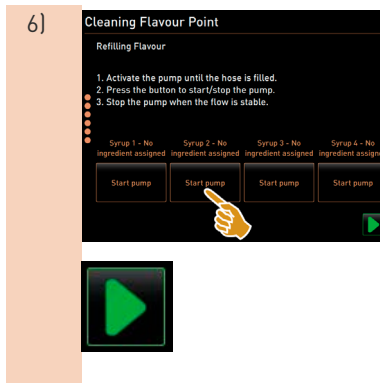 6)
Cleaning Flavour Point
Refilling Flavour
1. Activate the pump until the hose is filled.
2. Press the button to start/stop the pump.
3. Stop the pump when the flow is stable.
Syrup 1 - No Syrup 2 - No Syrup 3 - No Syrup 4 - No
ingredient assigned ingredient assigned ingredient assigned ingredient assign
Start pump Start pump Start pump Start pump